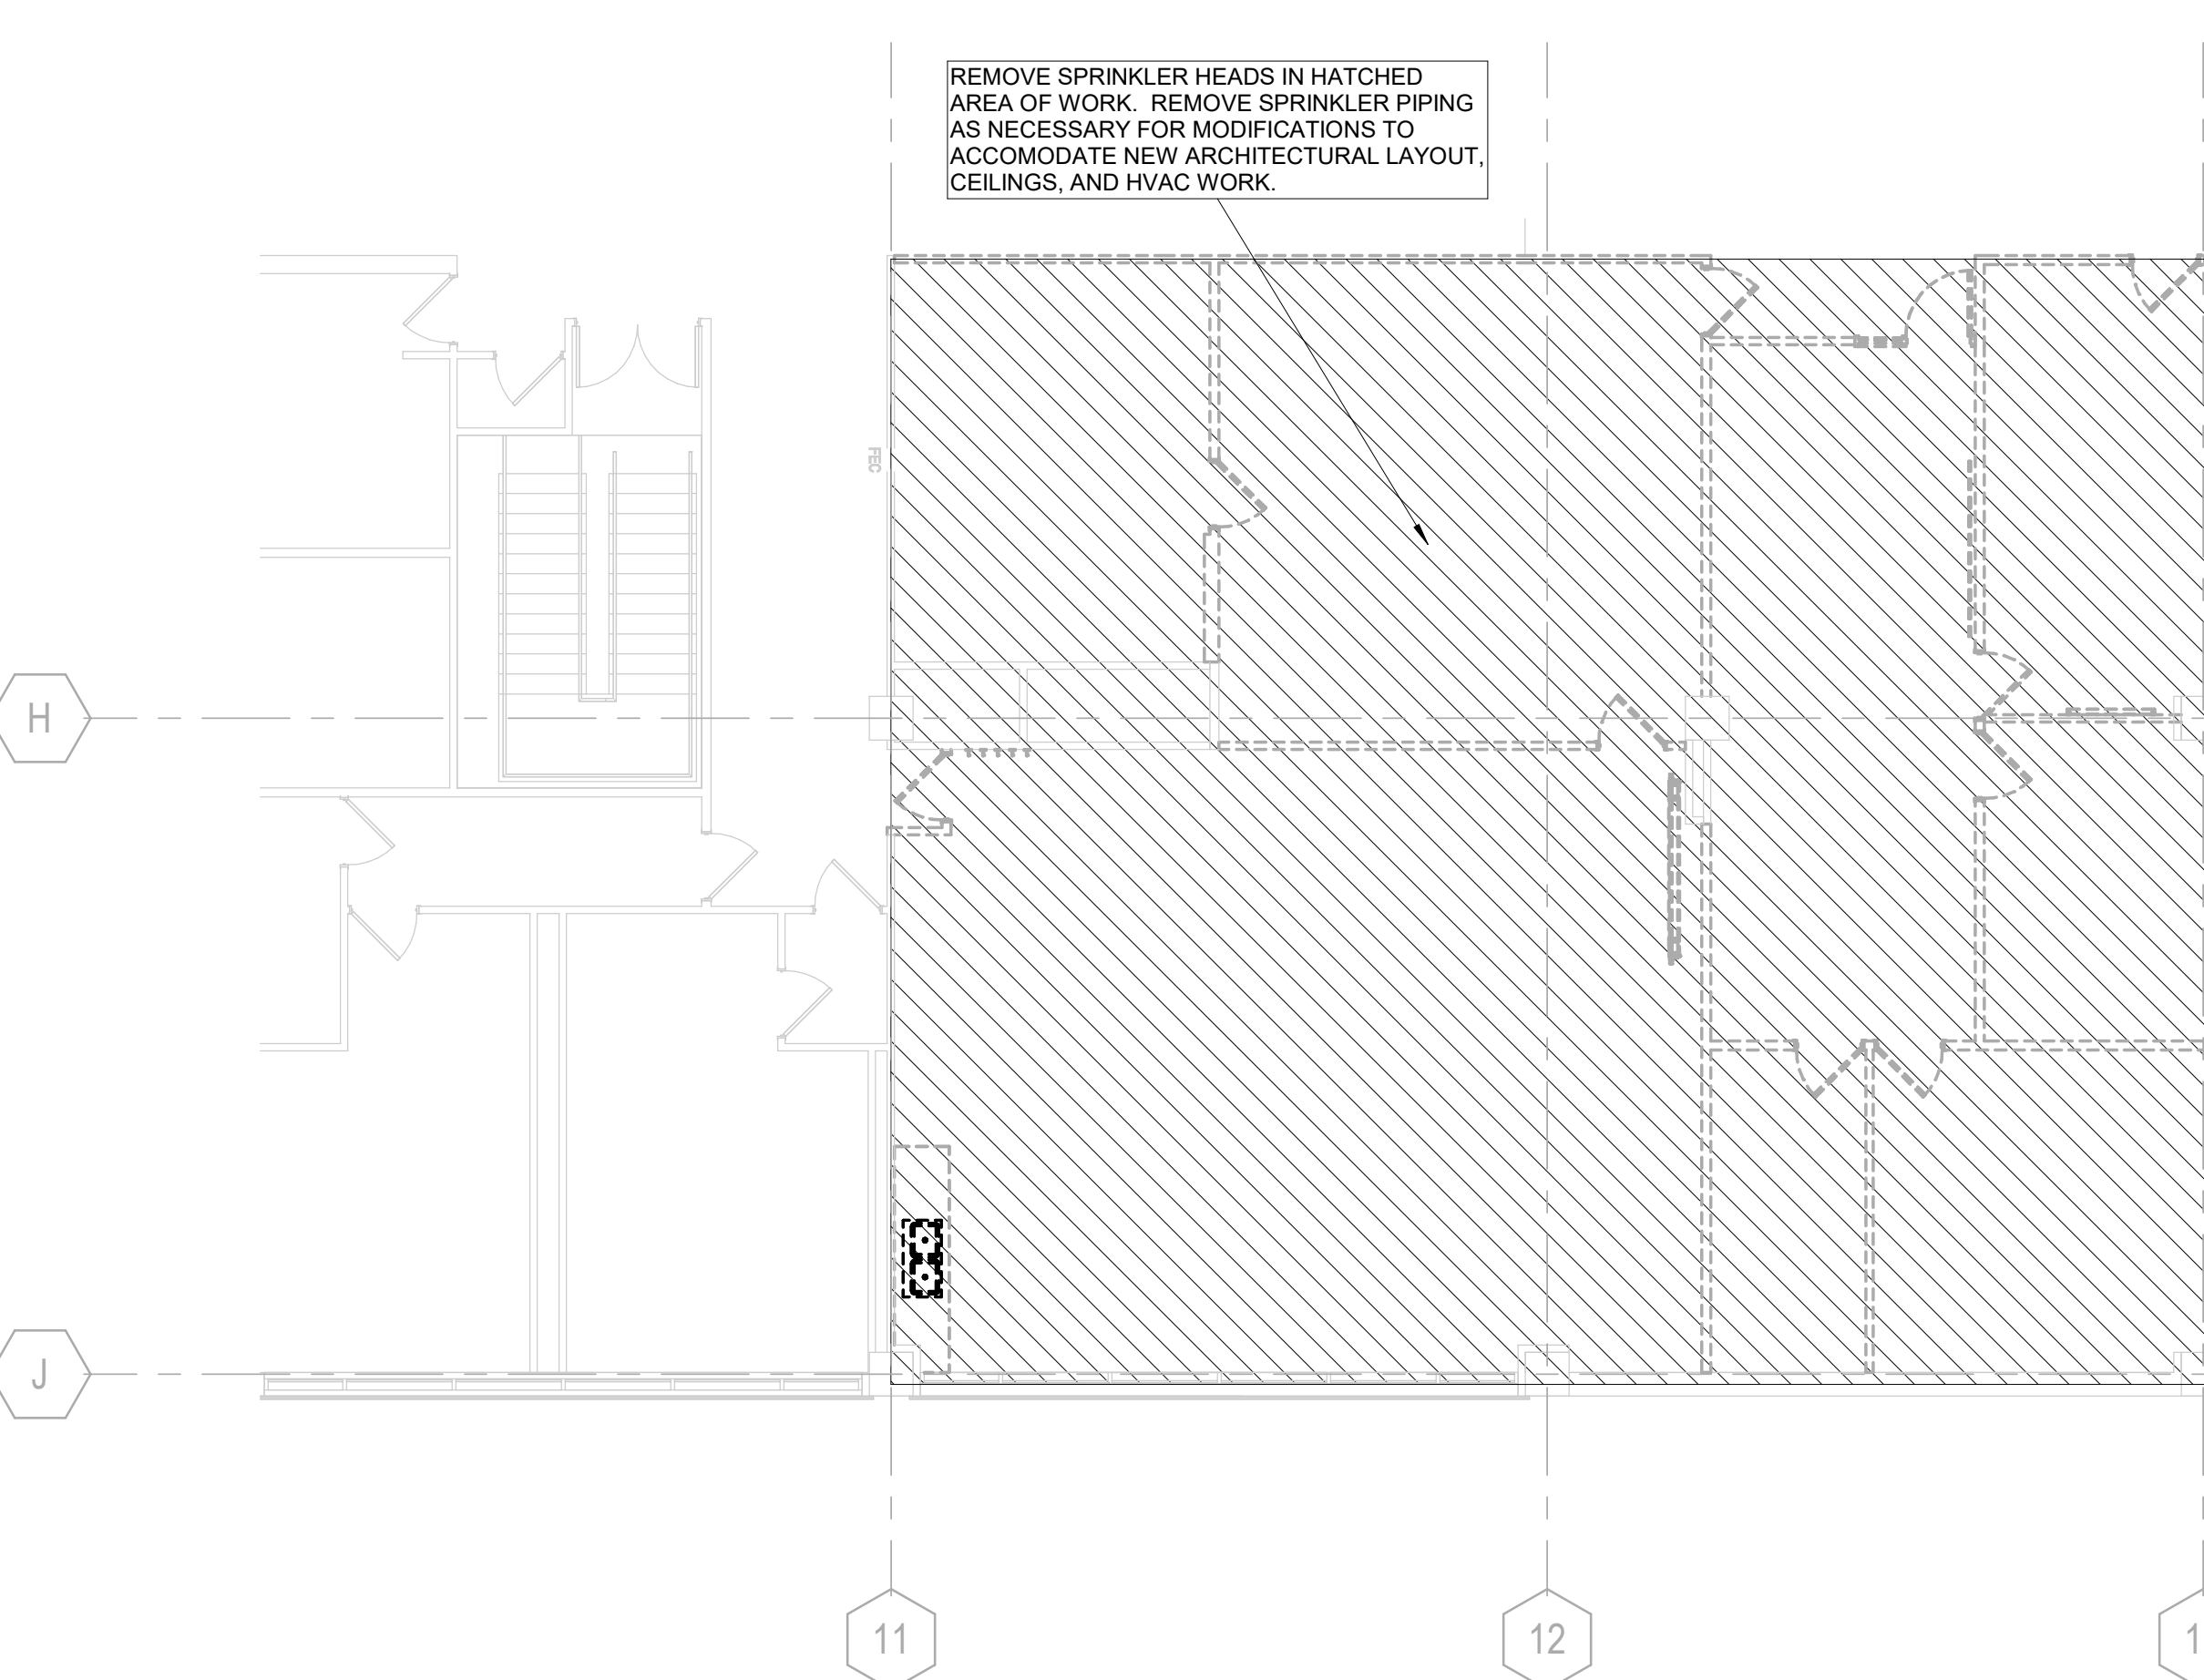 REMOVE SPRINKLER HEADS IN HATCHED
AREA OF WORK.  REMOVE SPRINKLER PIPING
AS NECESSARY FOR MODIFICATIONS TO
ACCOMODATE NEW ARCHITECTURAL LAYOUT,
CEILINGS, AND HVAC WORK.
FEC
H
J
11
12